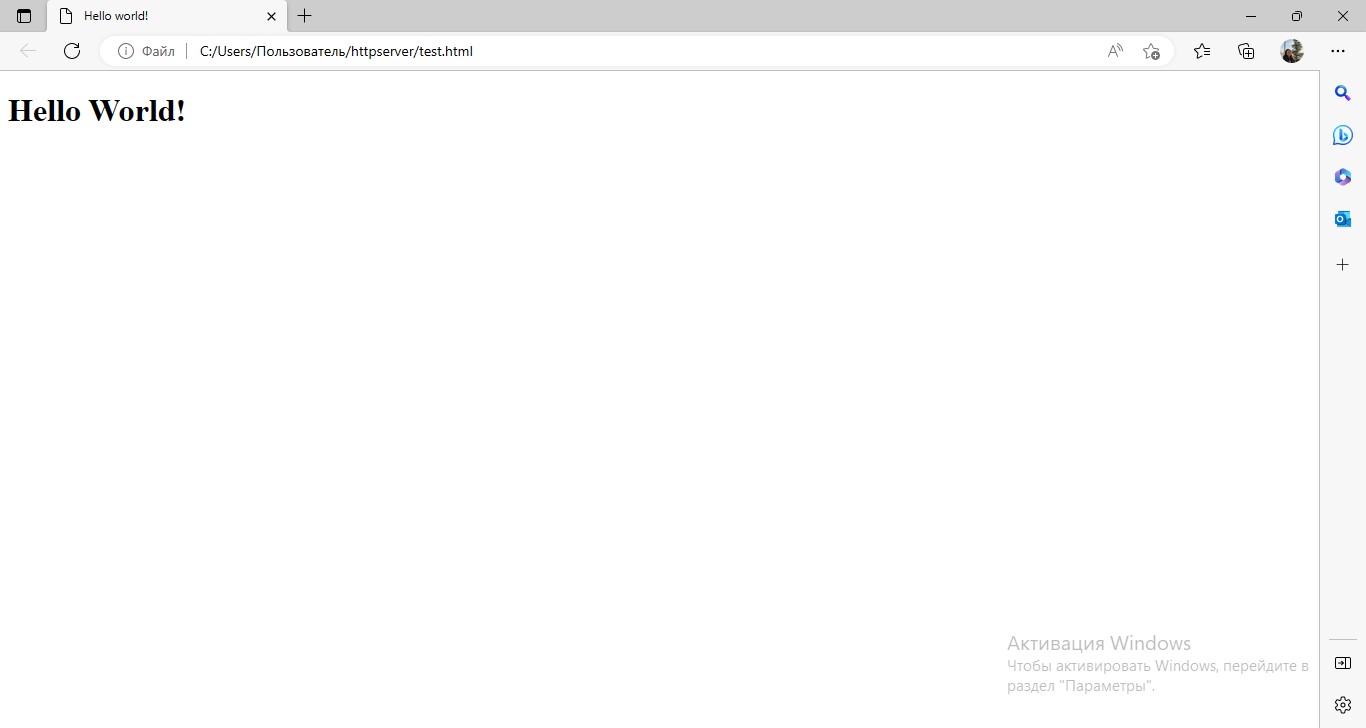 Hello world!
Файл
C:/Users/Пользователь/httpserver/test.html
Hello World!
Активация Windows
Чтобы активировать Windows, перейдите в
раздел "Параметры".